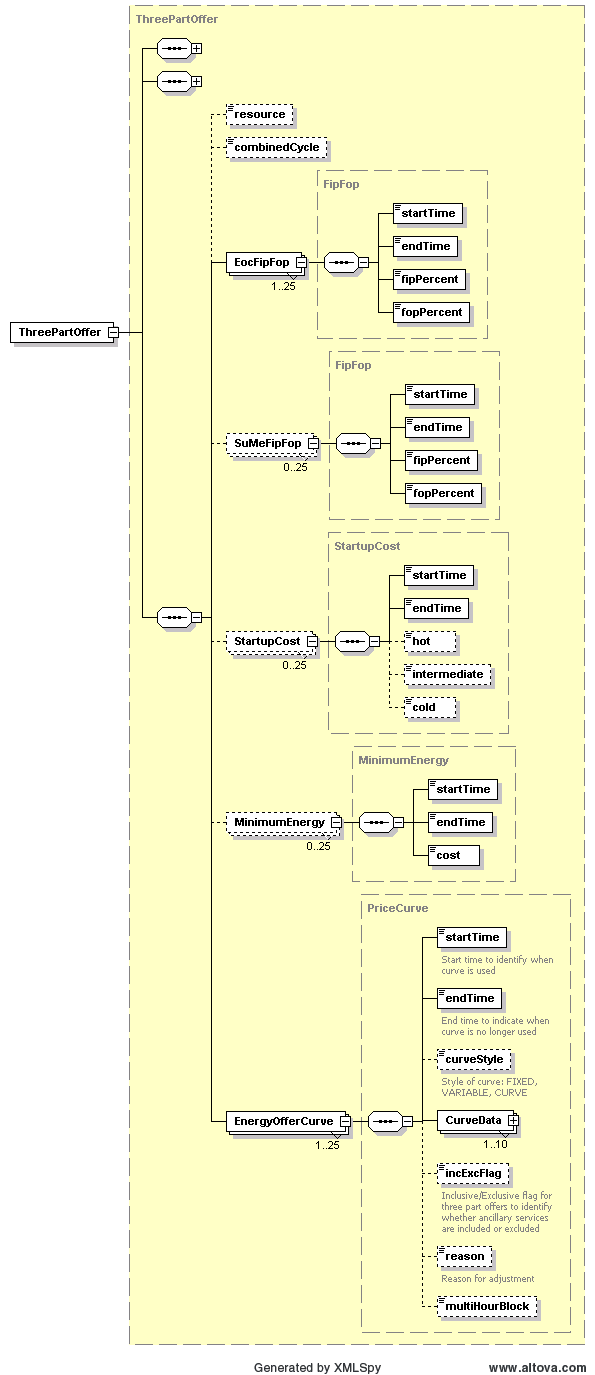 ThreePartOffer
resource
combinedCycle
FipFop
startTime
endTime
EocFipFop
1..25
fipPercent
fopPercent
ThreePartOffer
FipFop
startTime
endTime
SuMeFipFop
0..25
fipPercent
fopPercent
StartupCost
startTime
endTime
StartupCost
0..25
hot
intermediate
cold
MinimumEnergy
startTime
MinimumEnergy
0..25
endTime
cost
PriceCurve
startTime
Start time to identify when
curve is used
endTime
End time to indicate when
curve is no longer used
curveStyle
Style of curve: FIXED,
VARIABLE, CURVE
EnergyOfferCurve
1..25
CurveData
1..10
incExcFlag
Inclusive/Exclusive flag for
three part offers to identify
whether ancillary services
are included or excluded
reason
Reason for adjustment
multiHourBlock
Generated by XMLSpy
www.altova.com